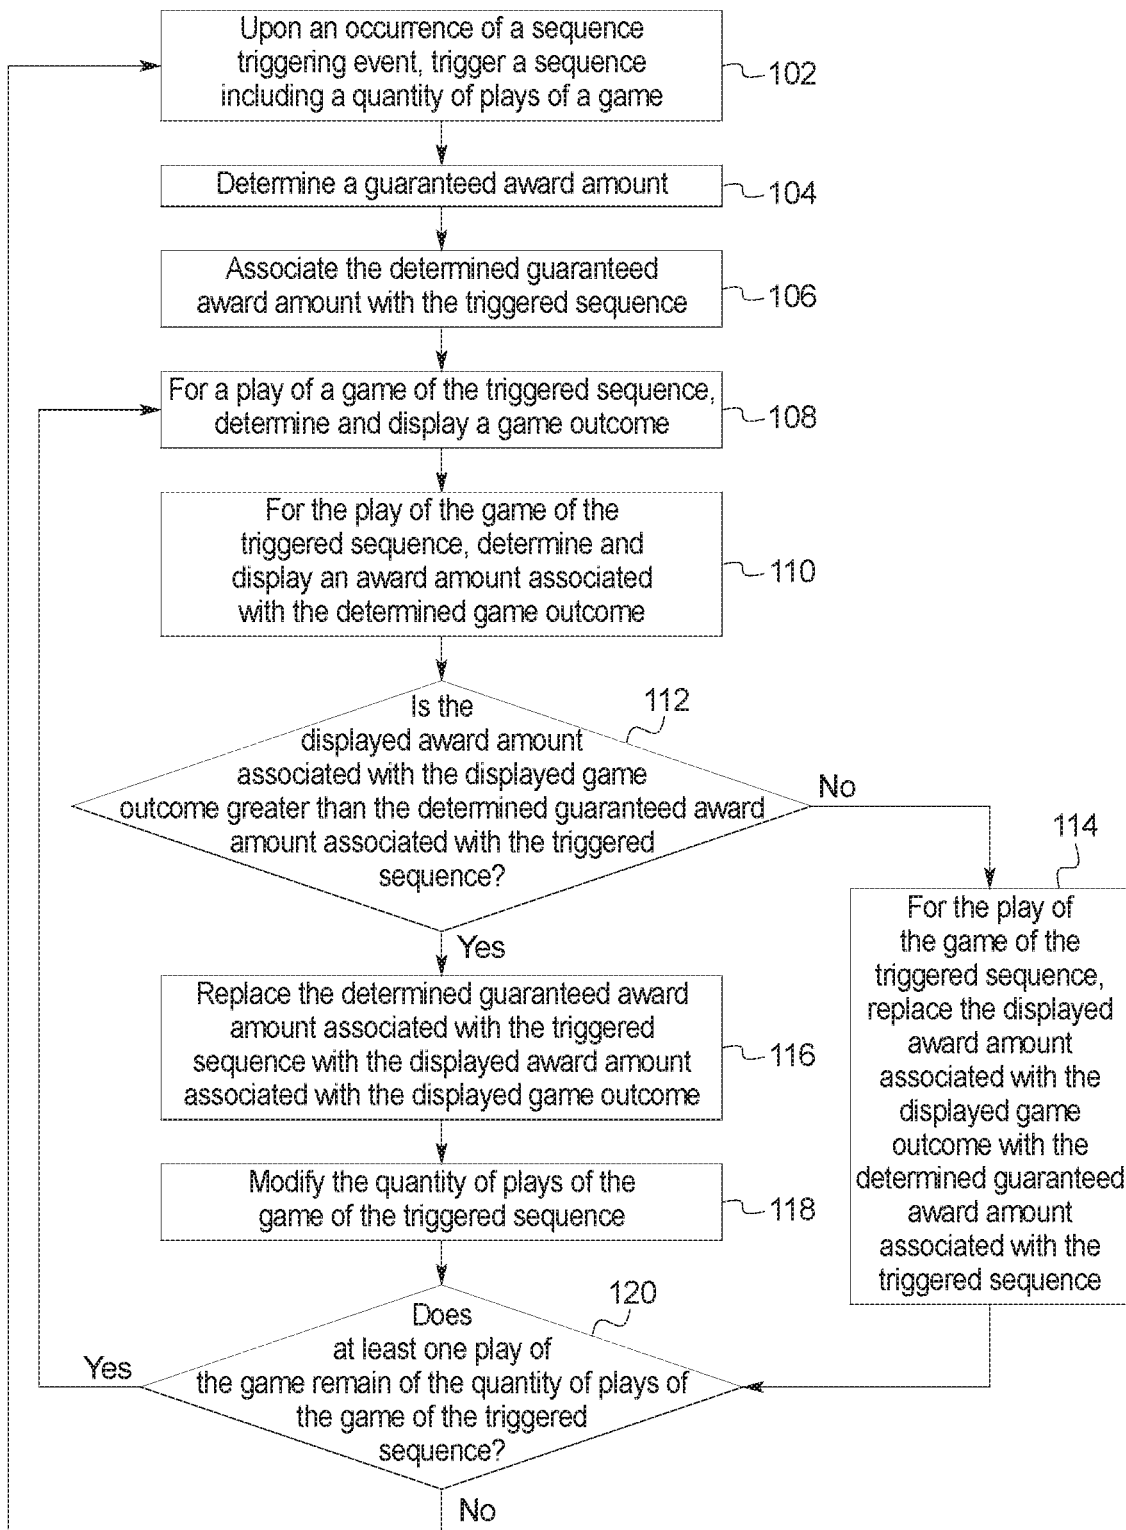 Upon an occurrence of a sequence
triggering event, trigger a sequence
including a quantity of plays of a game
102
Determine a guaranteed award amount
104
Associate the determined guaranteed
award amount with the triggered sequence
106
For a play of a game of the triggered sequence,
determine and display a game outcome
108
For the play of the game of the
triggered sequence, determine and
display an award amount associated
with the determined game outcome
110
Is the
displayed award amount
associated with the displayed game
outcome greater than the determined guaranteed award
amount associated with the triggered
sequence?
112
No
114
For the play of
the game of the
triggered sequence,
replace the displayed
award amount
associated with the
displayed game
outcome with the
determined guaranteed
award amount
associated with the
triggered sequence
Yes
Replace the determined guaranteed award
amount associated with the triggered
sequence with the displayed award amount
associated with the displayed game outcome
116
Modify the quantity of plays of the
game of the triggered sequence
118
Does
at least one play of
the game remain of the quantity of plays of
the game of the triggered
sequence?
120
Yes
No